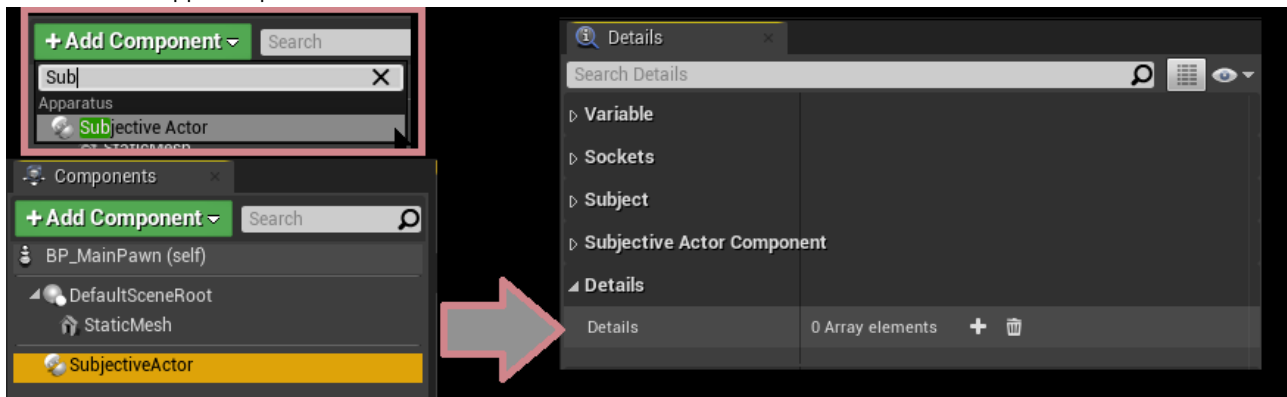 + Add Component
Search
Sub
Apparatus
Subjective Actor
StaticMesh
Components
+ Add Component
Search
BP_MainPawn (self)
DefaultSceneRoot
StaticMesh
SubjectiveActor
Details
Search Details
Variable
Sockets
Subject
Subjective Actor Component
Details
Details 0 Array elements